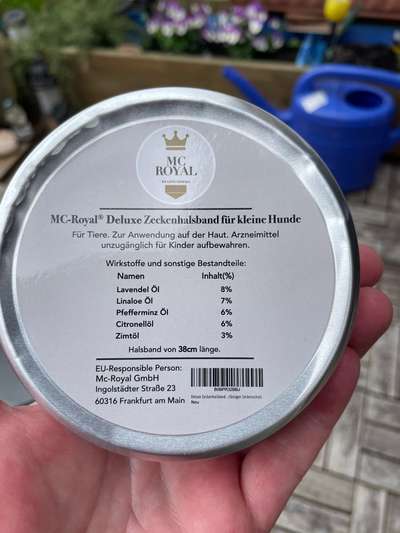 MC
ROYAL
MC-Royal® Deluxe Zeckenhalsband für kleine Hunde
Für Tiere. Zur Anwendung auf der Haut. Arzneimittel
unzugänglich für Kinder aufbewahren.
Wirkstoffe und sonstige Bestandteile:
Namen Inhalt(%)
Lavendel Öl 8%
Linaloe Öl 7%
Pfefferminz Öl 6%
Citronellöl 6%
Zimtöl 3%
Halsband von 38cm länge.
EU-Responsible Person:
Mc-Royal GmbH
Ingolstädter Straße 23
60316 Frankfurt am Main
Neu